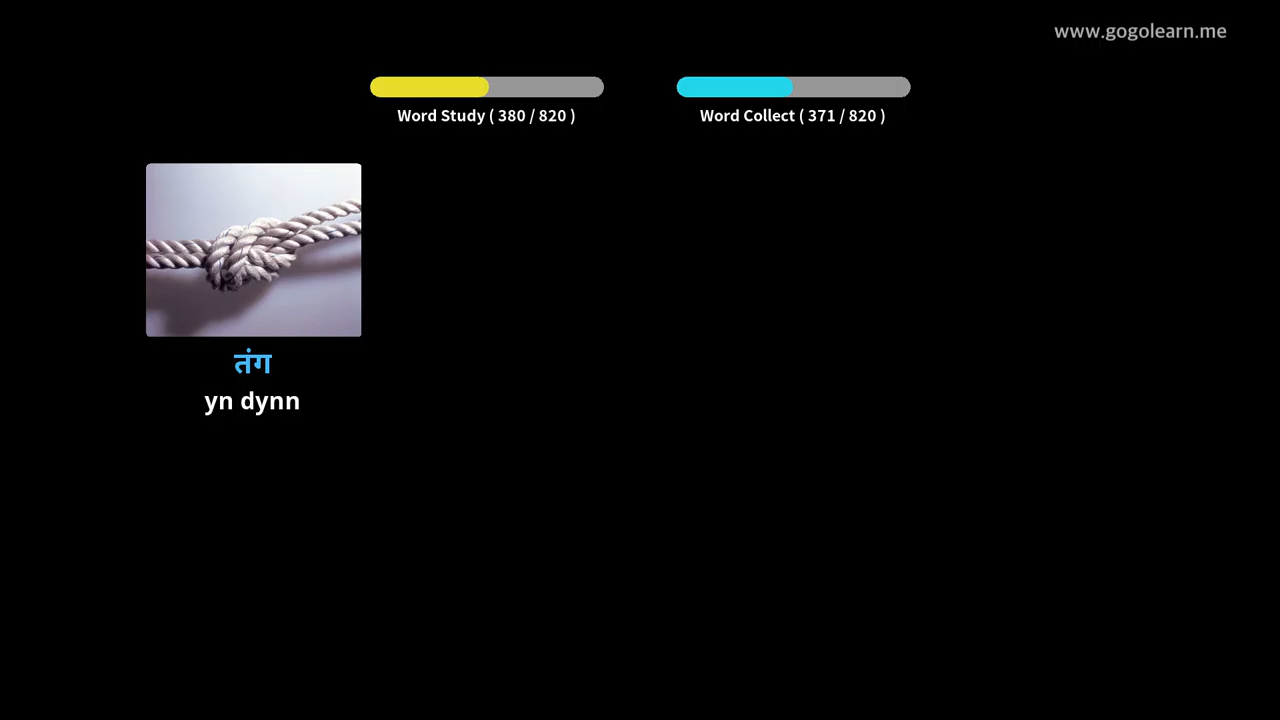 www.gogolearn.me
Word Study ( 380 / 820 )
Word Collect ( 371 / 820 )
तंग
yn dynn